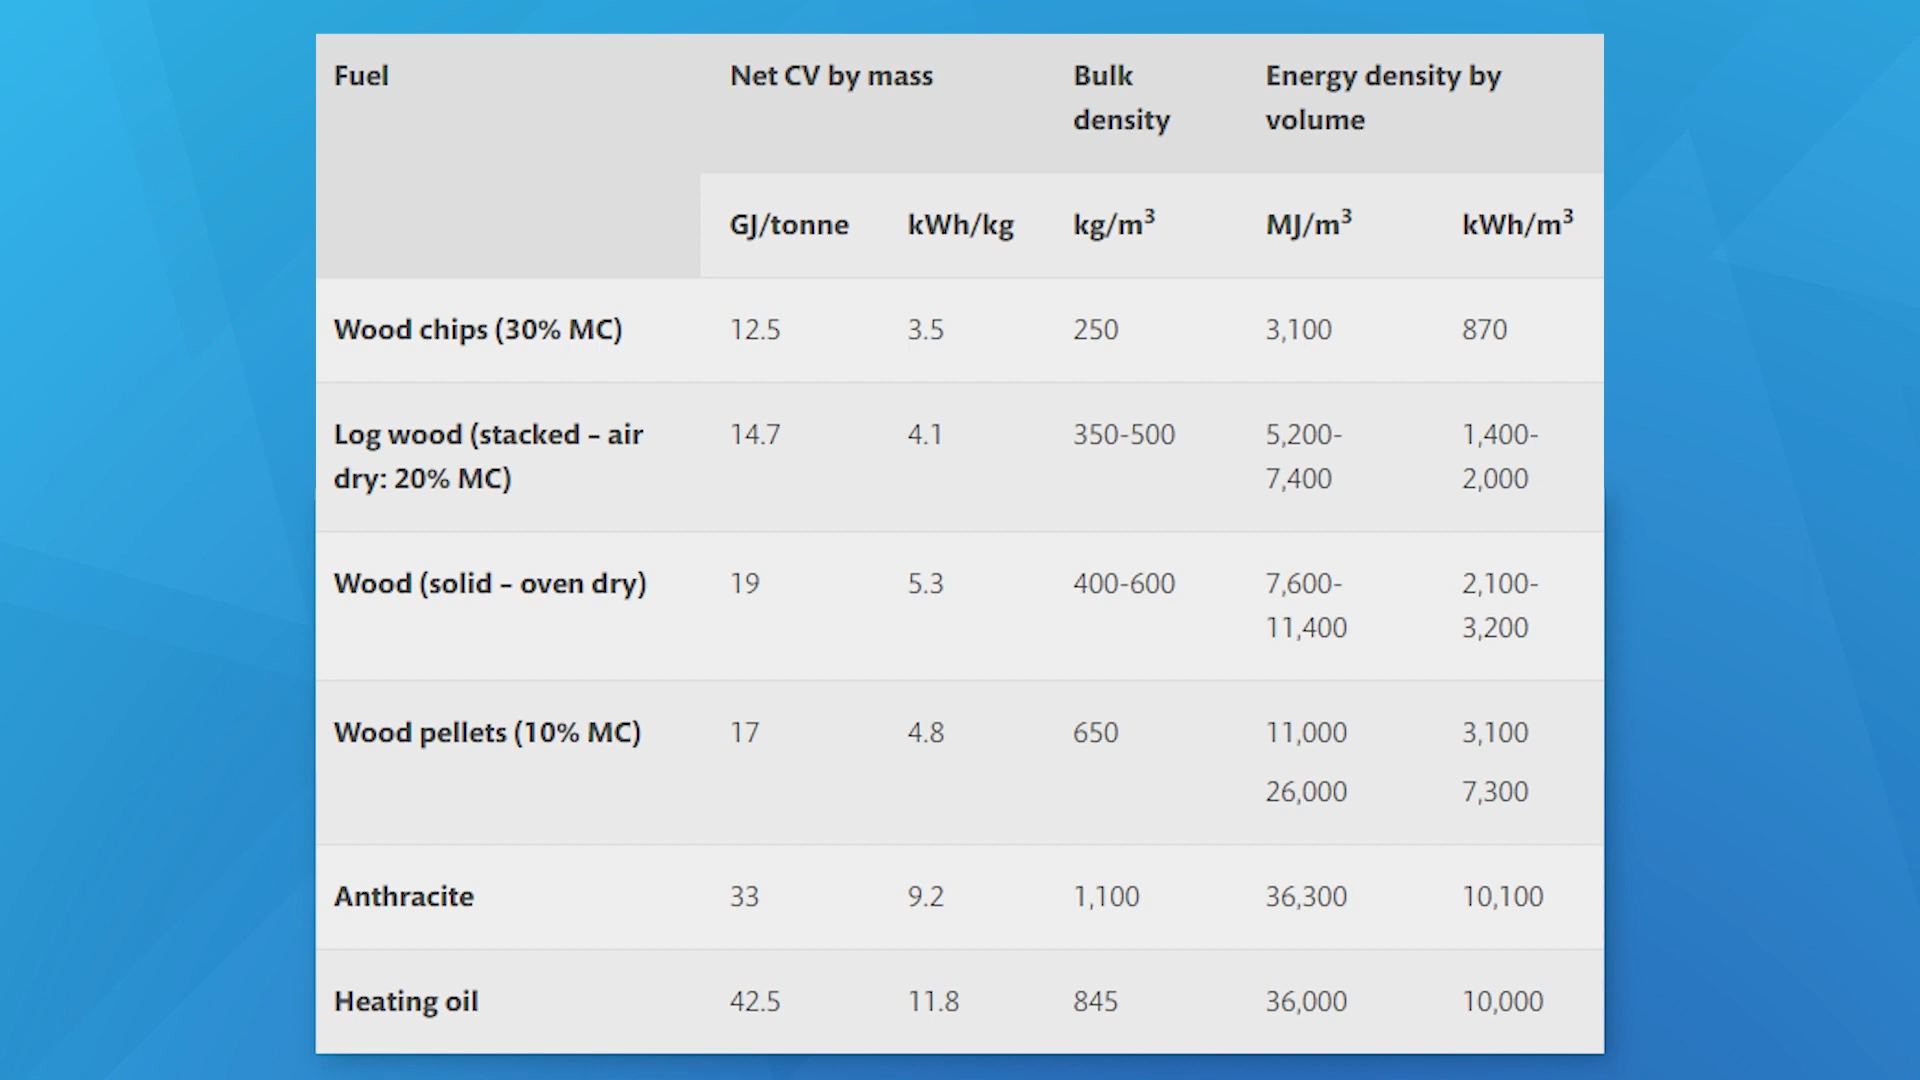 Fuel Net CV by mass Bulk density Energy density by volume
GJ/tonne kWh/kg kg/m³ MJ/m³ kWh/m³
Wood chips (30% MC) 12.5 3.5 250 3,100 870
Log wood (stacked – air 14.7 4.1 350-500 5,200- 1,400-
dry: 20% MC) 7,400 2,000
Wood (solid – oven dry) 19 5.3 400-600 7,600- 2,100-
11,400 3,200
Wood pellets (10% MC) 17 4.8 650 11,000 3,100
26,000 7,300
Anthracite 33 9.2 1,100 36,300 10,100
Heating oil 42.5 11.8 845 36,000 10,000